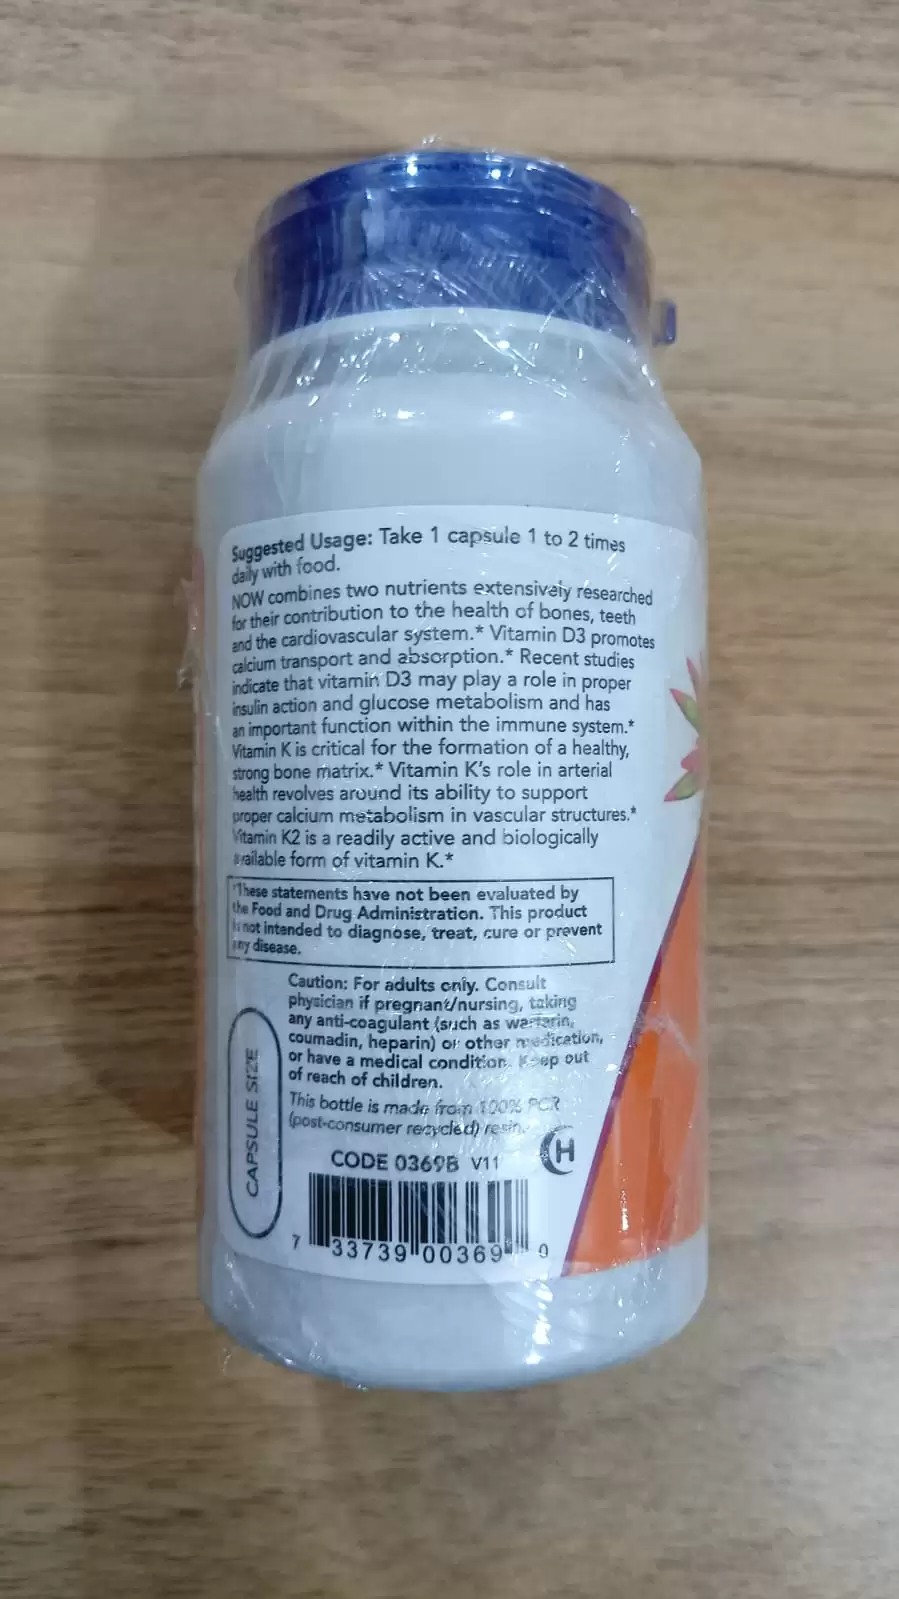 Suggested Usage: Take 1 capsule 1 to 2 times
daily with food.
NOW combines two nutrients extensively researched
for their contribution to the health of bones, teeth
and the cardiovascular system.* Vitamin D3 promotes
calcium transport and absorption.* Recent studies
indicate that vitamin D3 may play a role in proper
insulin action and glucose metabolism and has
an important function within the immune system.*
Vitamin K is critical for the formation of a healthy,
strong bone matrix.* Vitamin K's role in arterial
health revolves around its ability to support
proper calcium metabolism in vascular structures.*
Vitamin K2 is a readily active and biologically
available form of vitamin K.*
*These statements have not been evaluated by
the Food and Drug Administration. This product
is not intended to diagnose, treat, cure or prevent
any disease.
Caution: For adults only. Consult
physician if pregnant/nursing, taking
any anti-coagulant (such as warfarin,
coumadin, heparin) or other medication,
or have a medical condition. Keep out
of reach of children.
This bottle is made from 100% PCR
(post-consumer recycled) resin.
CAPSULE SIZE
CODE 0369B V11
H
7 33739 00369 0